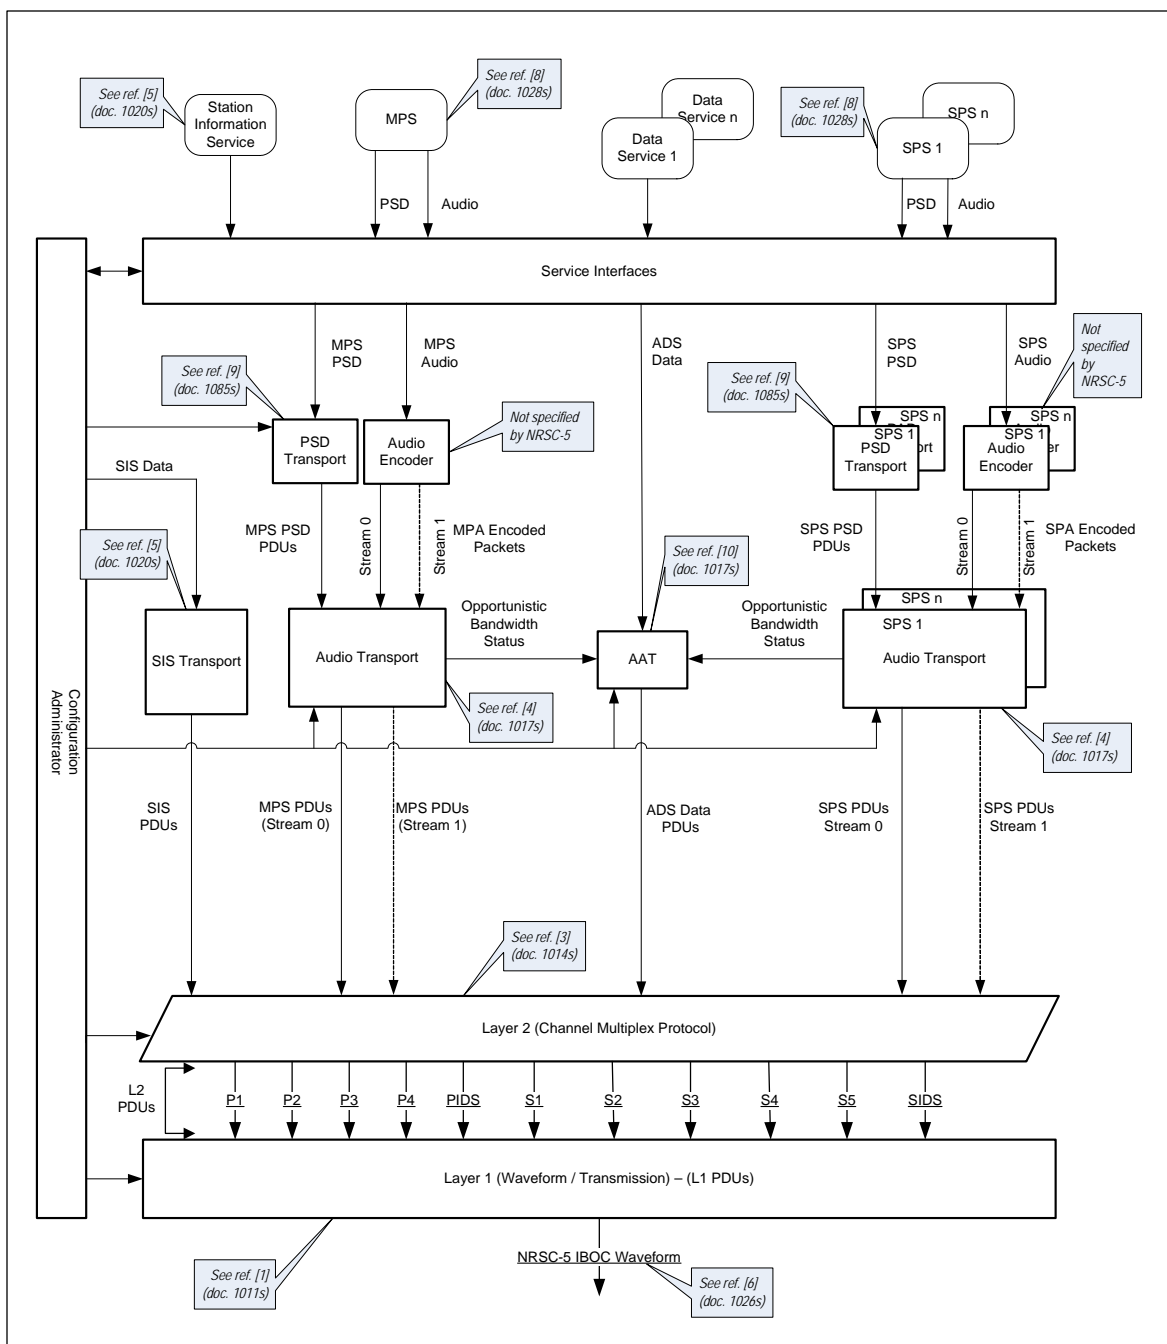 See ref. [5]
(doc. 1020s)
Station
Information
Service
MPS
See ref. [8]
(doc. 1028s)
Data
Service n
Data
Service 1
See ref. [8]
(doc. 1028s)
SPS n
SPS 1
PSD
Audio
PSD
Audio
Service Interfaces
MPS
PSD
MPS
Audio
ADS
Data
SPS
PSD
SPS
Audio
Not
specified
by
NRSC-5
See ref. [9]
(doc. 1085s)
Not specified
by NRSC-5
See ref. [9]
(doc. 1085s)
PSD
Transport
Audio
Encoder
SPS n
SPS 1
PSD
Transport
SPS n
SPS 1
Audio
Encoder
SIS Data
MPS PSD
PDUs
Stream 0
Stream 1
MPA Encoded
Packets
SPS PSD
PDUs
Stream 0
Stream 1
SPA Encoded
Packets
See ref. [5]
(doc. 1020s)
See ref. [10]
(doc. 1017s)
SIS Transport
Audio Transport
Opportunistic
Bandwidth
Status
AAT
Opportunistic
Bandwidth
Status
SPS n
SPS 1
Audio Transport
Configuration
Administrator
See ref. [4]
(doc. 1017s)
See ref. [4]
(doc. 1017s)
SIS
PDUs
MPS PDUs
(Stream 0)
MPS PDUs
(Stream 1)
ADS Data
PDUs
SPS PDUs
Stream 0
SPS PDUs
Stream 1
See ref. [3]
(doc. 1014s)
Layer 2 (Channel Multiplex Protocol)
L2
PDUs
P1
P2
P3
P4
PIDS
S1
S2
S3
S4
S5
SIDS
Layer 1 (Waveform / Transmission) – (L1 PDUs)
NRSC-5 IBOC Waveform
See ref. [1]
(doc. 1011s)
See ref. [6]
(doc. 1026s)